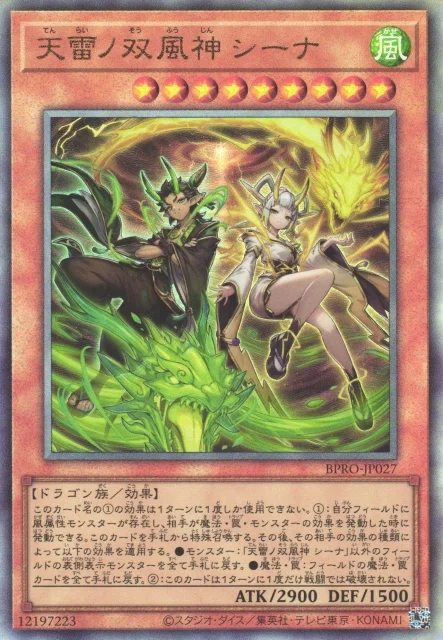 天雷ノ双風神 シーナ
風
BPRO-JP027
【ドラゴン族/効果】
このカード名の①の効果は1ターンに1度しか使用できない。①:自分フィールドに
風属性モンスターが存在し、相手が魔法・罠・モンスターの効果を発動した時に
発動できる。このカードを手札から特殊召喚する。その後、その相手の効果の種類に
よって以下の効果を適用する。●モンスター:「天雷ノ双風神 シーナ」以外のフィー
ルドの表側表示モンスターを全て手札に戻す。●魔法・罠:フィールドの魔法・罠
カードを全て手札に戻す。②:このカードは1ターンに1度だけ戦闘では破壊されない。
ATK/2900 DEF/1500
12197223
©スタジオ・ダイス/集英社・テレビ東京・KONAMI